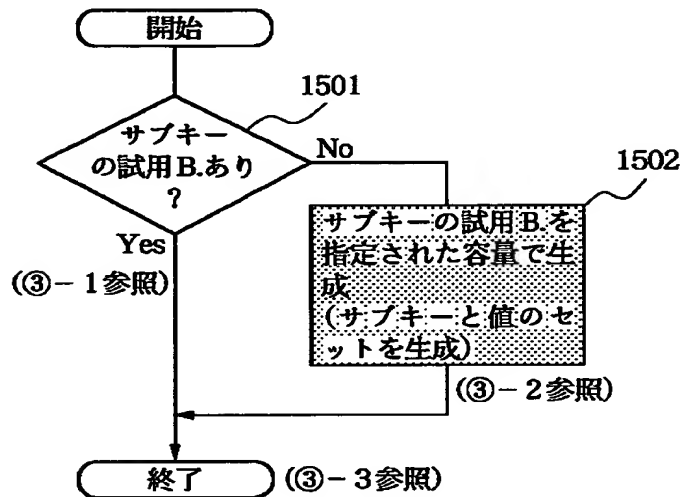 開始
1501
サブキー
の試用B.あり
?
No
1502
サブキーの試用B.を
指定された容量で生
成
(サブキーと値のセ
ットを生成)
Yes
(③-1参照)
(③-2参照)
終了
(③-3参照)